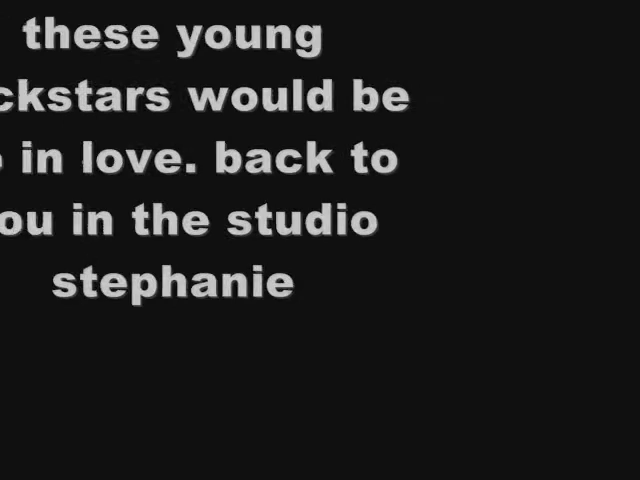 these young
ckstars would be
in love. back to
ou in the studio
stephanie